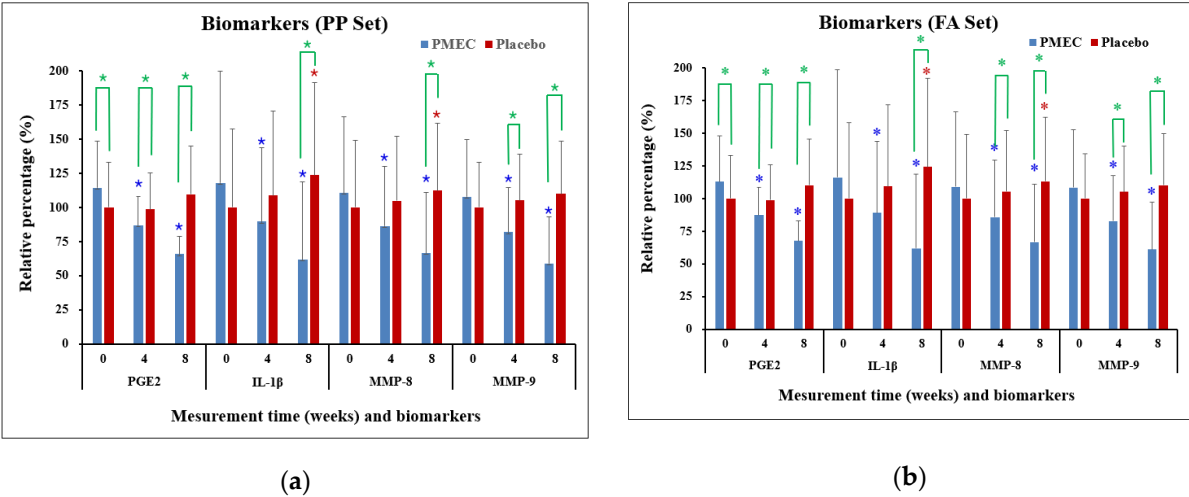 Biomarkers (PP Set)
PMEC Placebo
Relative percentage (%)
200
175
150
125
100
75
50
25
0
0 4 8 0 4 8 0 4 8 0 4 8
PGE2 IL-1β MMP-8 MMP-9
Mesurement time (weeks) and biomarkers
(a)
Biomarkers (FA Set)
PMEC Placebo
Relative percentage (%)
200
175
150
125
100
75
50
25
0
0 4 8 0 4 8 0 4 8 0 4 8
PGE2 IL-1β MMP-8 MMP-9
Mesurement time (weeks) and biomarkers
(b)